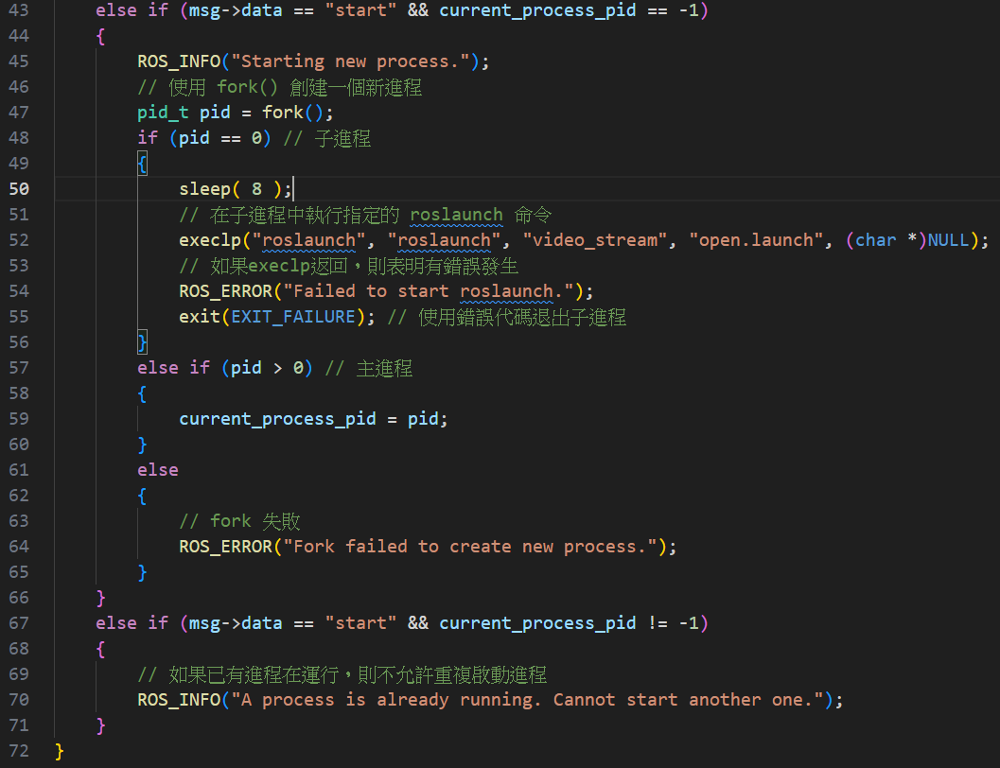 43 else if (msg->data == "start" && current_process_pid == -1)
44 {
45 ROS_INFO("Starting new process.");
46 // 使用 fork() 創建一個新進程
47 pid_t pid = fork();
48 if (pid == 0) // 子進程
49 {
50 sleep( 8 );
51 // 在子進程中執行指定的 roslaunch 命令
52 execlp("roslaunch", "roslaunch", "video_stream", "open.launch", (char *)NULL);
53 // 如果execlp返回，則表明有錯誤發生
54 ROS_ERROR("Failed to start roslaunch.");
55 exit(EXIT_FAILURE); // 使用錯誤代碼退出子進程
56 }
57 else if (pid > 0) // 主進程
58 {
59 current_process_pid = pid;
60 }
61 else
62 {
63 // fork 失敗
64 ROS_ERROR("Fork failed to create new process.");
65 }
66 }
67 else if (msg->data == "start" && current_process_pid != -1)
68 {
69 // 如果已有進程在運行，則不允許重複啟動進程
70 ROS_INFO("A process is already running. Cannot start another one.");
71 }
72 }